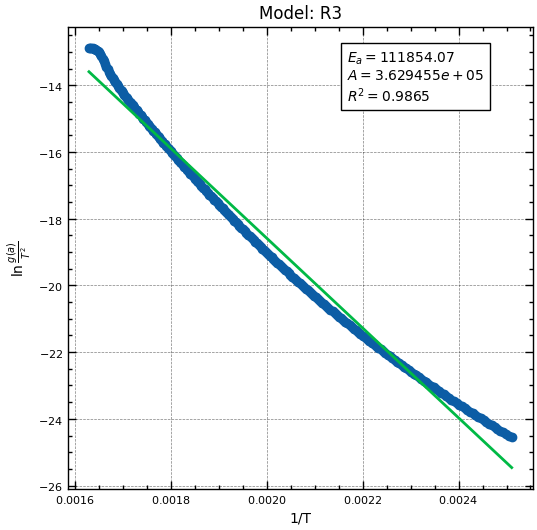 Model: R3
E_a = 111854.07
A = 3.629455e + 05
R^2 = 0.9865
−14
−16
−18
−20
−22
−24
−26
ln g(a)/T^2
0.0016 0.0018 0.0020 0.0022 0.0024
1/T